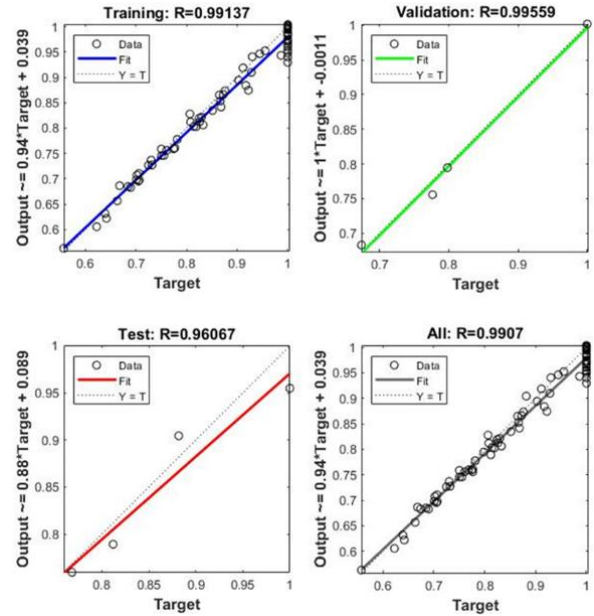 Training: R=0.99137
Output ~= 0.94*Target + 0.039
Data
Fit
Y = T
0.95
0.9
0.85
0.8
0.75
0.7
0.65
0.6
0.6 0.7 0.8 0.9 1
Target
Validation: R=0.99559
Output ~= 1*Target + -0.0011
Data
Fit
Y = T
1
0.95
0.9
0.85
0.8
0.75
0.7
0.7 0.8 0.9 1
Target
Test: R=0.96067
Output ~= 0.88*Target + 0.089
Data
Fit
Y = T
1
0.95
0.9
0.85
0.8
0.8 0.85 0.9 0.95 1
Target
All: R=0.9907
Output ~= 0.94*Target + 0.039
Data
Fit
Y = T
1
0.95
0.9
0.85
0.8
0.75
0.7
0.65
0.6
0.6 0.7 0.8 0.9 1
Target